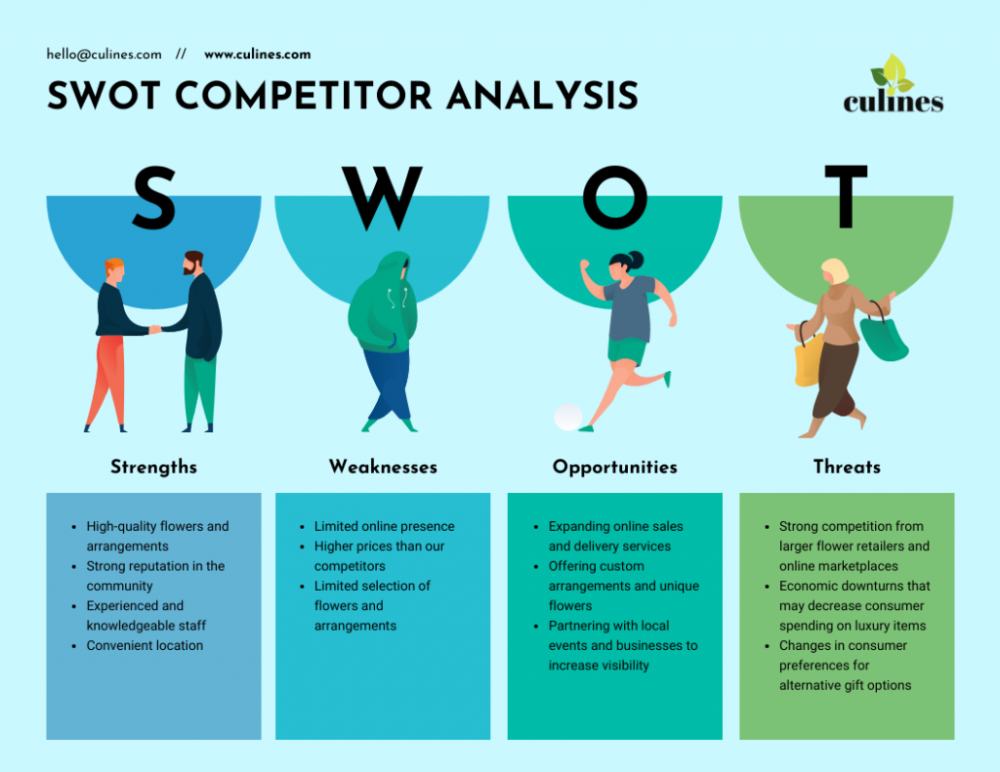 hello@culines.com // www.culines.com
SWOT COMPETITOR ANALYSIS
culines
S
W
O
T
Strengths
Weaknesses
Opportunities
Threats
• High-quality flowers and
arrangements
• Strong reputation in the
community
• Experienced and
knowledgeable staff
• Convenient location
• Limited online presence
• Higher prices than our
competitors
• Limited selection of
flowers and
arrangements
• Expanding online sales
and delivery services
• Offering custom
arrangements and unique
flowers
• Partnering with local
events and businesses to
increase visibility
• Strong competition from
larger flower retailers and
online marketplaces
• Economic downturns that
may decrease consumer
spending on luxury items
• Changes in consumer
preferences for
alternative gift options